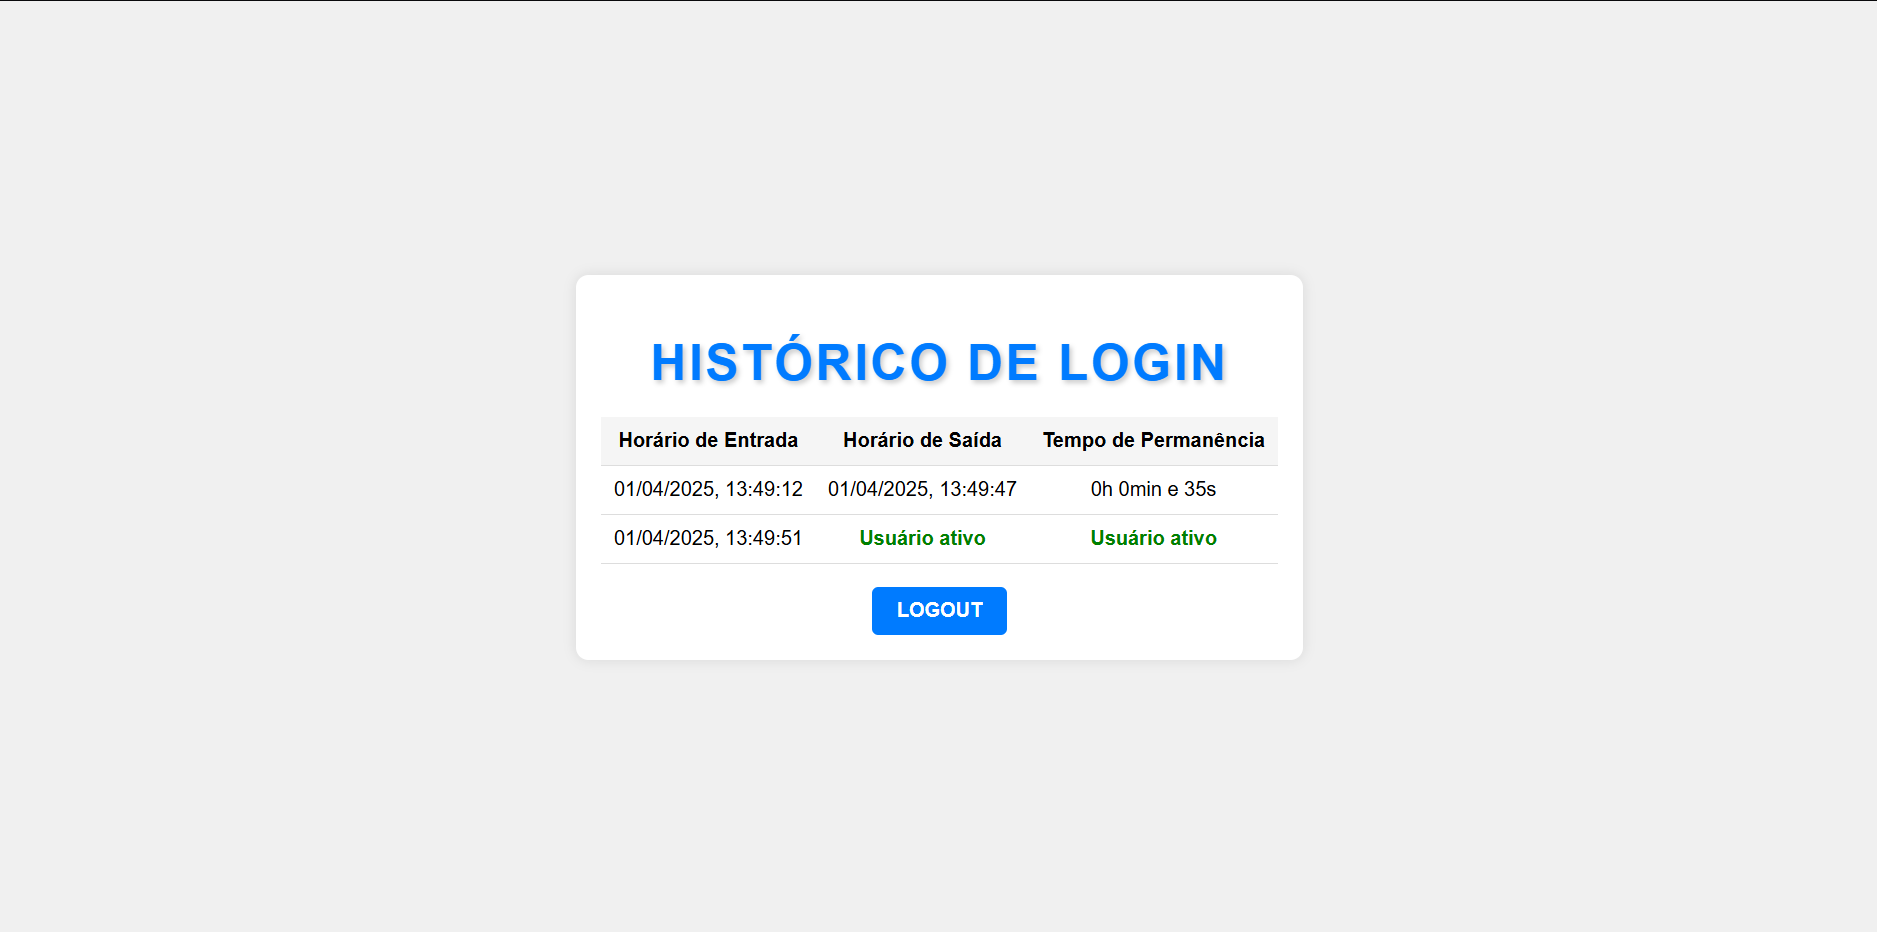 HISTÓRICO DE LOGIN
Horário de Entrada Horário de Saída Tempo de Permanência
01/04/2025, 13:49:12 01/04/2025, 13:49:47 0h 0min e 35s
01/04/2025, 13:49:51 Usuário ativo Usuário ativo
LOGOUT